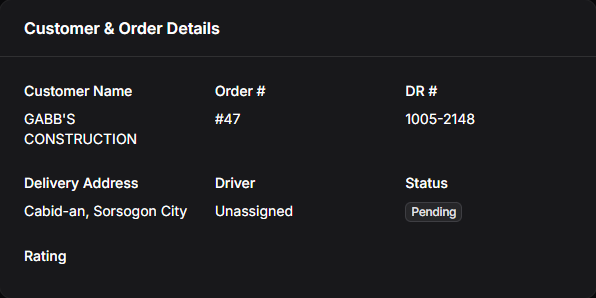 Customer & Order Details
Customer Name
Order #
DR #
GABB'S
CONSTRUCTION
#47
1005-2148
Delivery Address
Driver
Status
Cabid-an, Sorsogon City
Unassigned
Pending
Rating